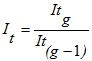 I_t = It_g / It_(g-1)